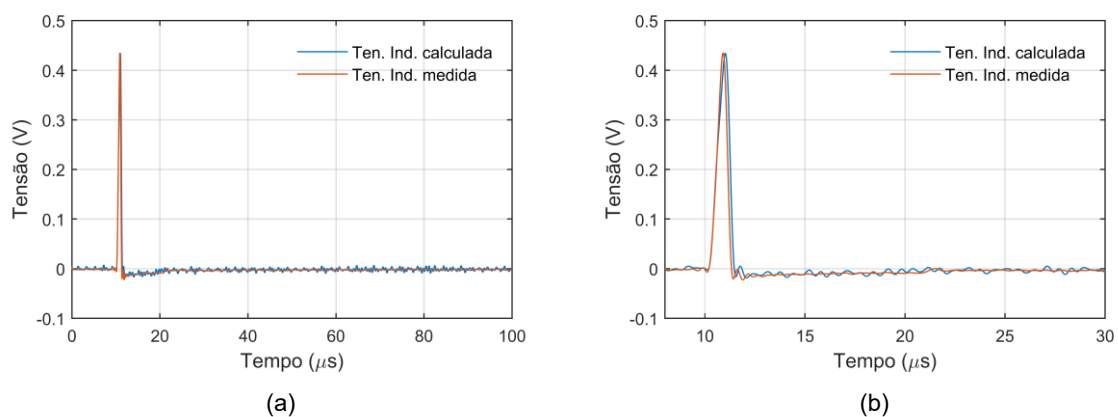 0.5
0.4
0.3
0.2
0.1
0
-0.1
Tensão (V)
Ten. Ind. calculada
Ten. Ind. medida
0 20 40 60 80 100
Tempo (μs)
(a)
0.5
0.4
0.3
0.2
0.1
0
-0.1
Tensão (V)
Ten. Ind. calculada
Ten. Ind. medida
10 15 20 25 30
Tempo (μs)
(b)